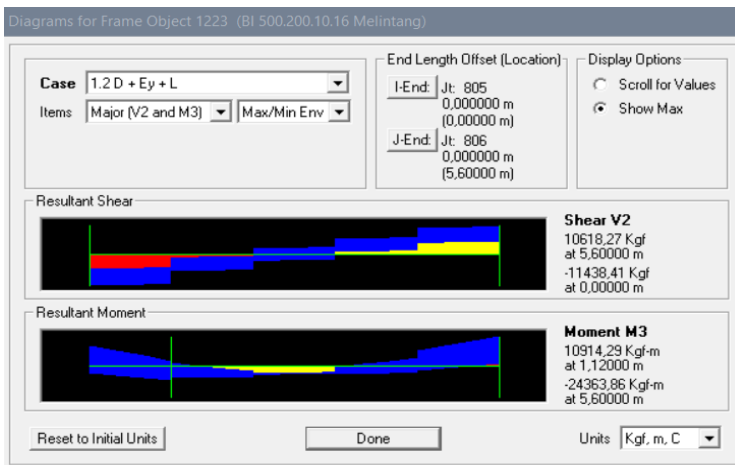 Diagrams for Frame Object 1223 (BI 500.200.10.16 Melintang)
Case 1.2 D + Ey + L
Items Major (V2 and M3) Max/Min Env
End Length Offset (Location)
I-End: Jt: 805
0,000000 m
(0,00000 m)
J-End: Jt: 806
0,000000 m
(5,60000 m)
Display Options
Scroll for Values
Show Max
Resultant Shear
Shear V2
10618,27 Kgf
at 5,60000 m
-11438,41 Kgf
at 0,00000 m
Resultant Moment
Moment M3
10914,29 Kgf-m
at 1,12000 m
-24363,86 Kgf-m
at 5,60000 m
Reset to Initial Units Done Units Kgf, m, C